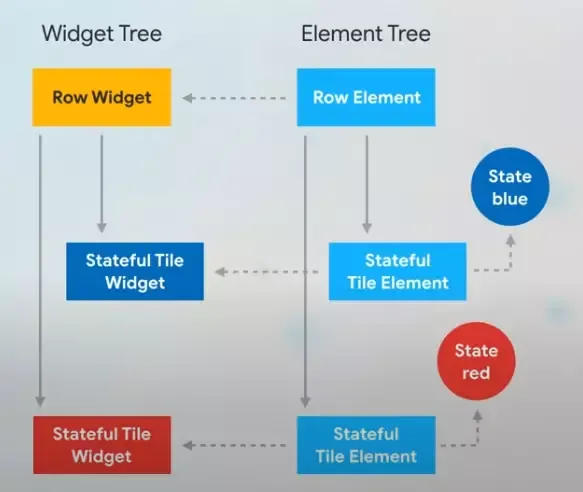 Widget Tree
Element Tree
Row Widget
Row Element
State
blue
Stateful Tile
Widget
Stateful
Tile Element
State
red
Stateful Tile
Widget
Stateful
Tile Element